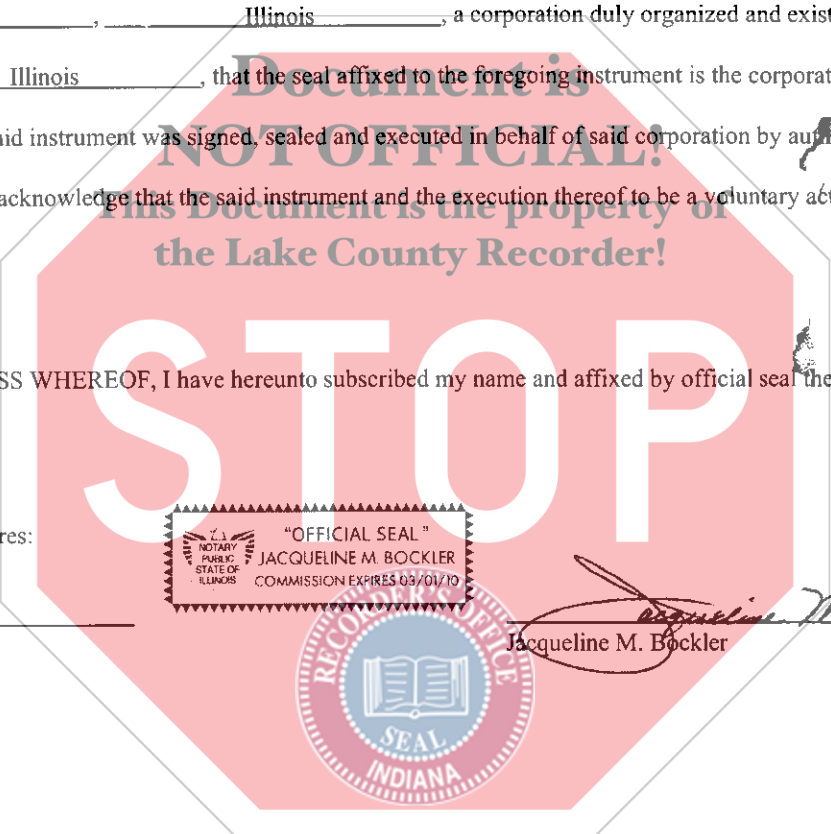 Illinois, a corporation duly organized and exist
Illinois, that the seal affixed to the foregoing instrument is the corporat
Document is
aid instrument was signed, sealed and executed in behalf of said corporation by auth
NOT OFFICIAL!
acknowledge that the said instrument and the execution thereof to be a voluntary act
This Document is the property of
the Lake County Recorder!
STOP
SS WHEREOF, I have hereunto subscribed my name and affixed by official seal the
res:
"OFFICIAL SEAL"
NOTARY
PUBLIC
STATE OF
ILLINOIS
JACQUELINE M. BOCKLER
COMMISSION EXPIRES 03/01/10
Jacqueline
Jacqueline M. Bockler
RECORDER'S OFFICE
SEAL
INDIANA